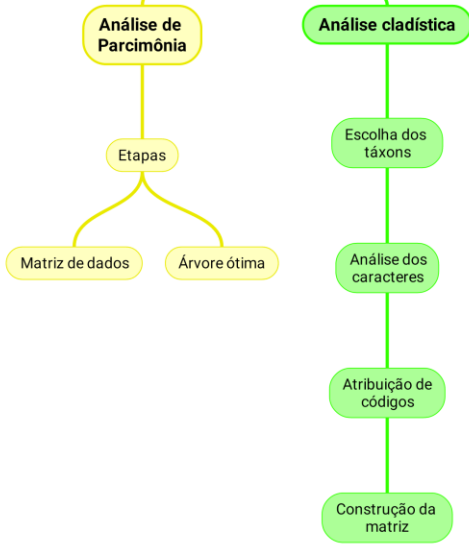 Análise de
Parcimônia
Etapas
Matriz de dados
Árvore ótima
Análise cladística
Escolha dos
táxons
Análise dos
caracteres
Atribuição de
códigos
Construção da
matriz